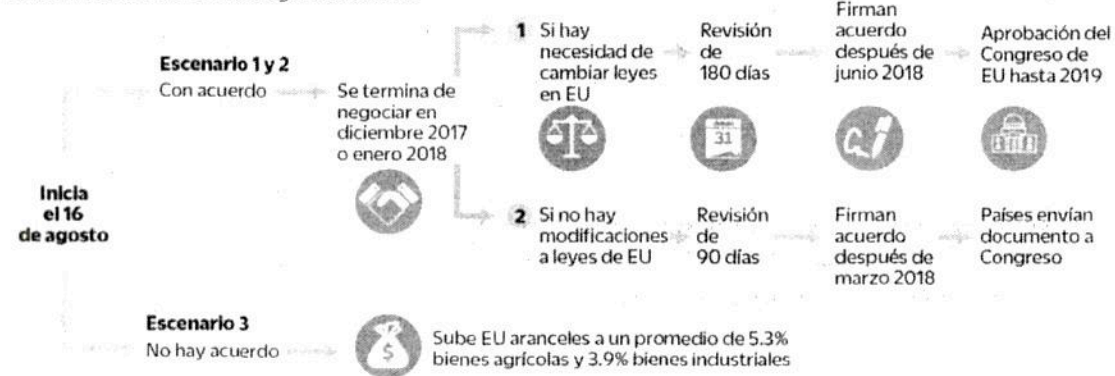 Inicia
el 16
de agosto
Escenario 1 y 2
Con acuerdo
Se termina de
negociar en
diciembre 2017
o enero 2018
1 Si hay
necesidad de
cambiar leyes
en EU
Revisión
de
180 días
31
Firman
acuerdo
después de
junio 2018
Aprobación del
Congreso de
EU hasta 2019
2 Si no hay
modificaciones
a leyes de EU
Revisión
de
90 días
Firman
acuerdo
después de
marzo 2018
Países envían
documento a
Congreso
Escenario 3
No hay acuerdo
$
Sube EU aranceles a un promedio de 5.3%
bienes agrícolas y 3.9% bienes industriales